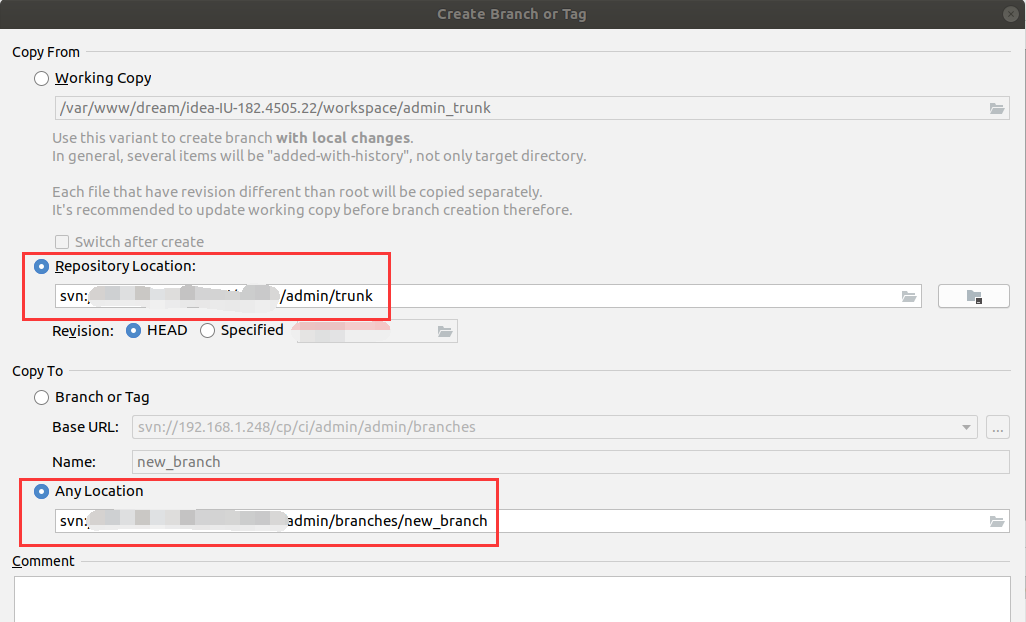 Create Branch or Tag
Copy From
Working Copy
/var/www/dream/idea-IU-182.4505.22/workspace/admin_trunk
Use this variant to create branch with local changes.
In general, several items will be "added-with-history", not only target directory.
Each file that have revision different than root will be copied separately.
It's recommended to update working copy before branch creation therefore.
Switch after create
Repository Location:
svn: /admin/trunk
Revision: HEAD Specified
Copy To
Branch or Tag
Base URL: svn://192.168.1.248/cp/ci/admin/admin/branches ...
Name: new_branch
Any Location
svn: admin/branches/new_branch
Comment